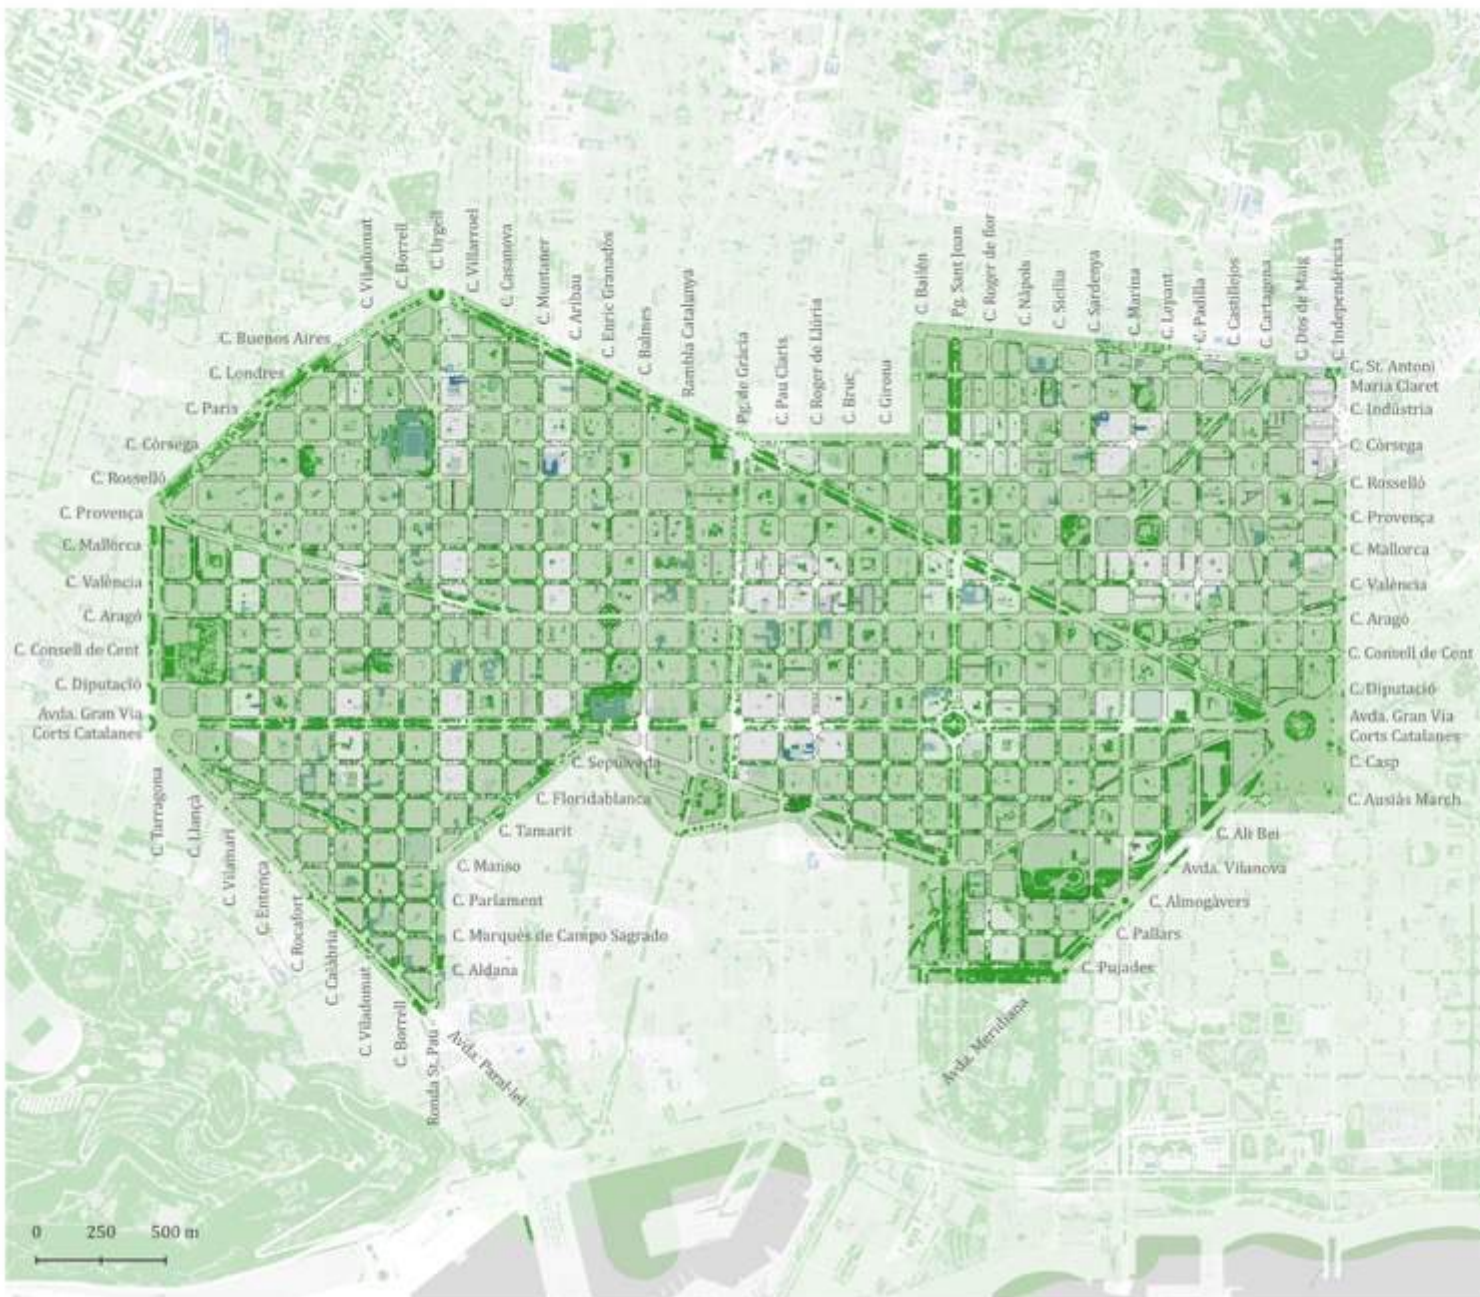 C. Viladomat
C. Borrell
C. Urgell
C. Villarroel
C. Casanova
C. Muntaner
C. Aribau
C. Enric Granados
C. Balmes
Rambla Catalunya
Pg. de Gràcia
C. Pau Claris
C. Roger de Llúria
C. Bruc
C. Girona
C. Bailén
Pg. Sant Joan
C. Roger de flor
C. Nàpols
C. Sicília
C. Sardenya
C. Marina
C. Lepant
C. Padilla
C. Castillejos
C. Cartagena
C. Dos de Maig
C. Independència
C. Buenos Aires
C. Londres
C. París
C. Còrsega
C. Rosselló
C. Provença
C. Mallorca
C. València
C. Aragó
C. Consell de Cent
C. Diputació
Avda. Gran Via
Corts Catalanes
C. St. Antoni
Maria Claret
C. Indústria
C. Còrsega
C. Rosselló
C. Provença
C. Mallorca
C. València
C. Aragó
C. Consell de Cent
C. Diputació
Avda. Gran Via
Corts Catalanes
C. Casp
C. Ausiàs March
C. Ali Bei
Avda. Vilanova
C. Almogàvers
C. Pallars
C. Pujades
Avda. Meridiana
C. Sepúlveda
C. Floridablanca
C. Tamarit
C. Manso
C. Parlament
C. Marquès de Campo Sagrado
C. Aldana
C. Tarragona
C. Llançà
C. Vilamarí
C. Entença
C. Rocafort
C. Calàbria
C. Viladomat
C. Borrell
Ronda St. Pau
Avda. Paral·lel
0 250 500 m